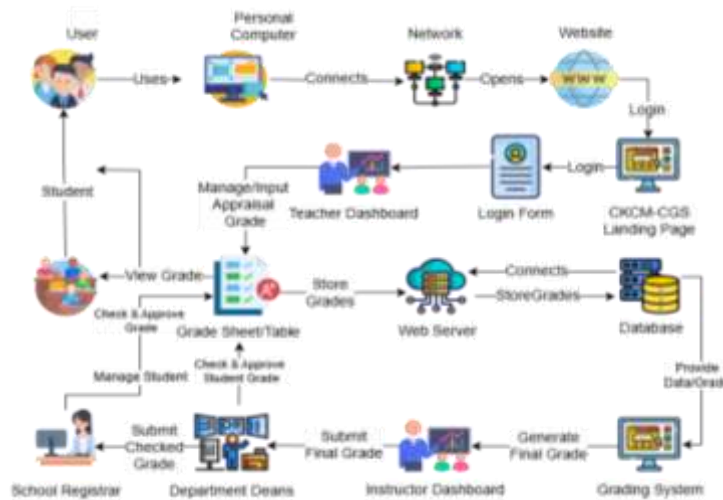 User
Personal
Computer
Network
Website
Uses
Connects
Opens
WWW
Login
Student
Manage/Input
Appraisal
Grade
Teacher Dashboard
Login Form
Login
CKCM-CGS
Landing Page
View Grade
Check & Approve
Grade
Grade Sheet/Table
Store
Grades
Web Server
Connects
StoreGrades
Database
Manage Student
Check & Approve
Student Grade
Provide
Data/Grade
School Registrar
Submit
Checked
Grade
Department Deans
Submit
Final Grade
Instructor Dashboard
Generate
Final Grade
Grading System